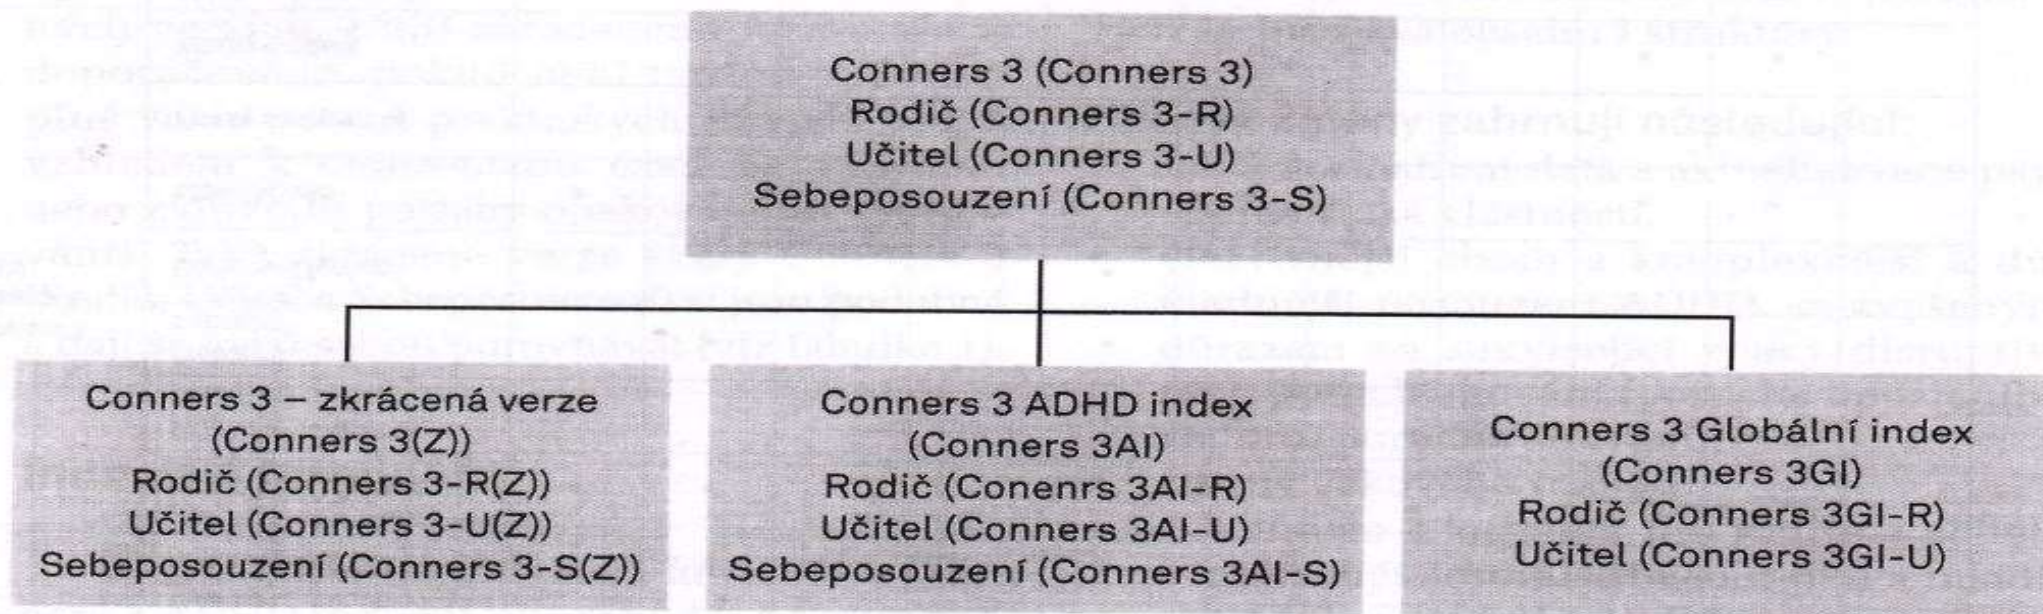 Conners 3 (Conners 3)
Rodič (Conners 3-R)
Učitel (Conners 3-U)
Sebeposouzení (Conners 3-S)
Conners 3 – zkrácená verze
(Conners 3(Z))
Rodič (Conners 3-R(Z))
Učitel (Conners 3-U(Z))
Sebeposouzení (Conners 3-S(Z))
Conners 3 ADHD index
(Conners 3AI)
Rodič (Conenrs 3AI-R)
Učitel (Conners 3AI-U)
Sebeposouzení (Conners 3AI-S)
Conners 3 Globální index
(Conners 3GI)
Rodič (Conners 3GI-R)
Učitel (Conners 3GI-U)